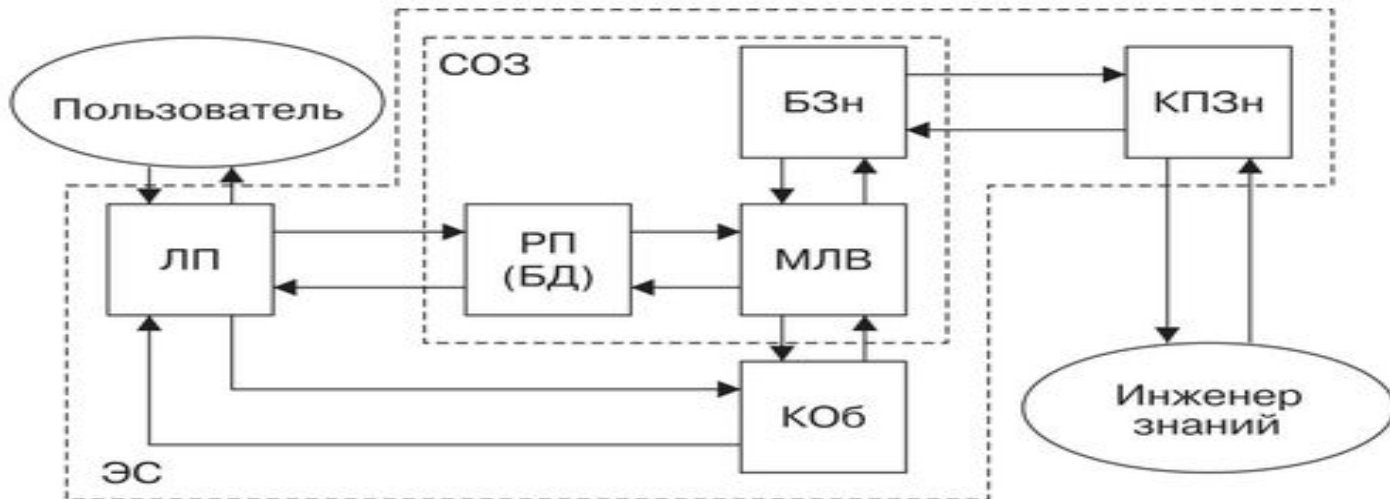 СОЗ
БЗн
КПЗн
Пользователь
ЛП
РП
(БД)
МЛВ
КОб
Инженер
знаний
ЭС